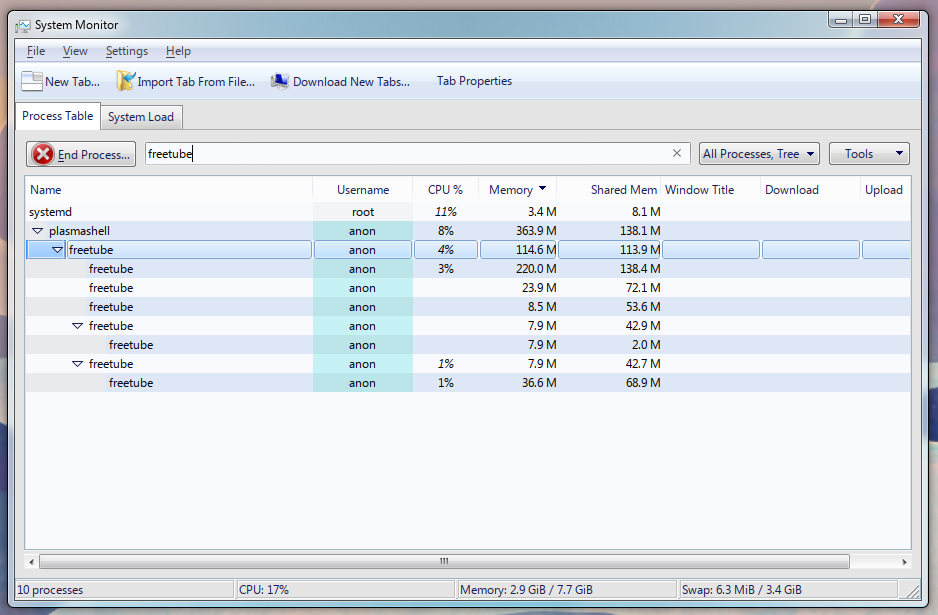 System Monitor
File View Settings Help
New Tab... Import Tab From File... Download New Tabs... Tab Properties
Process Table System Load
End Process... freetube All Processes, Tree Tools
Name Username CPU % Memory Shared Mem Window Title Download Upload
systemd root 11% 3.4 M 8.1 M
plasmashell anon 8% 363.9 M 138.1 M
freetube anon 4% 114.6 M 113.9 M
freetube anon 3% 220.0 M 138.4 M
freetube anon 23.9 M 72.1 M
freetube anon 8.5 M 53.6 M
freetube anon 7.9 M 42.9 M
freetube anon 7.9 M 2.0 M
freetube anon 1% 7.9 M 42.7 M
freetube anon 1% 36.6 M 68.9 M
10 processes CPU: 17% Memory: 2.9 GiB / 7.7 GiB Swap: 6.3 MiB / 3.4 GiB